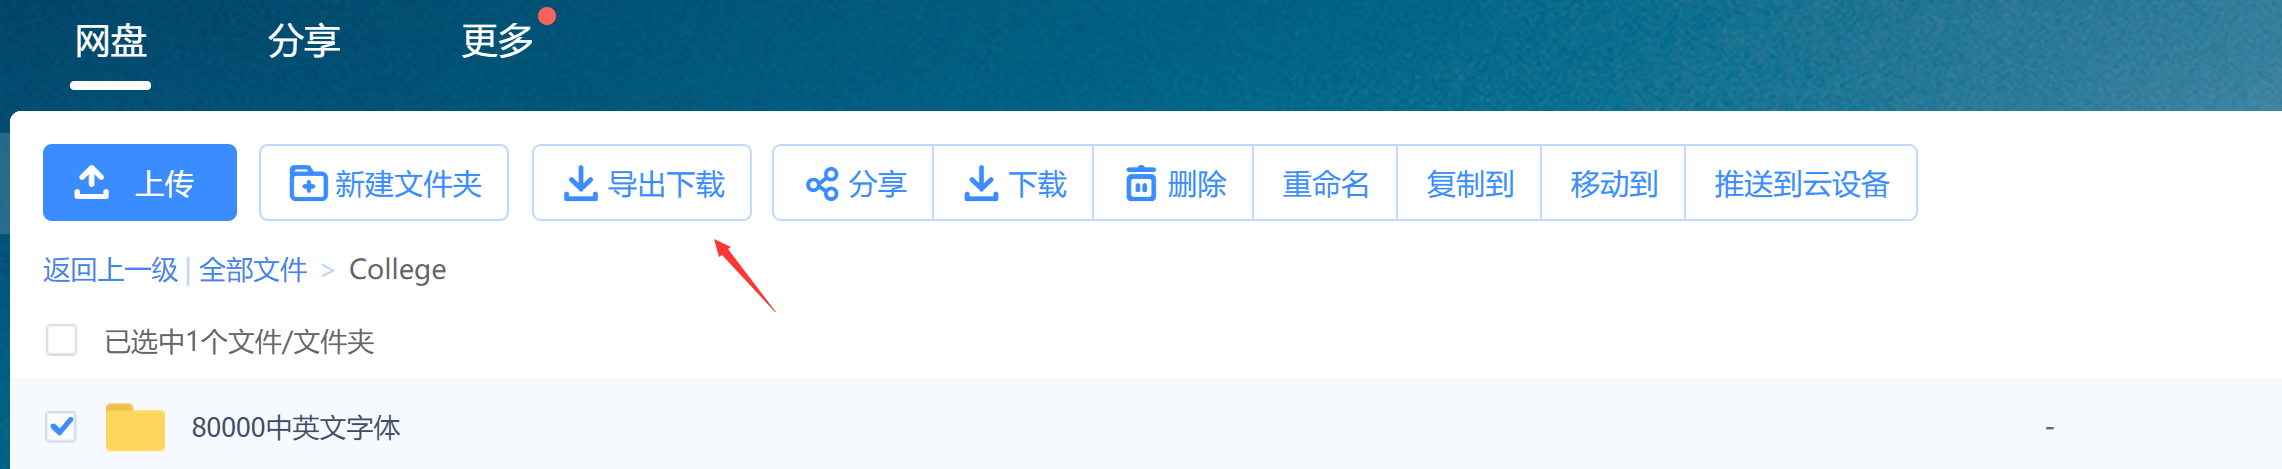 网盘 分享 更多
上传 新建文件夹 导出下载 分享 下载 删除 重命名 复制到 移动到 推送到云设备
返回上一级 | 全部文件 > College
已选中1个文件/文件夹
80000中英文字体 -